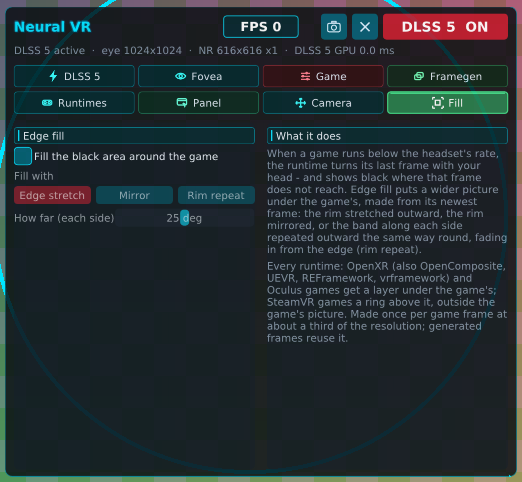 Neural VR
FPS 0
DLSS 5 ON
DLSS 5 active · eye 1024x1024 · NR 616x616 x1 · DLSS 5 GPU 0.0 ms
DLSS 5
Fovea
Game
Framegen
Runtimes
Panel
Camera
Fill
Edge fill
Fill the black area around the game
Fill with
Edge stretch
Mirror
Rim repeat
How far (each side)
25 deg
What it does
When a game runs below the headset's rate,
the runtime turns its last frame with your
head - and shows black where that frame
does not reach. Edge fill puts a wider picture
under the game's, made from its newest
frame: the rim stretched outward, the rim
mirrored, or the band along each side
repeated outward the same way round, fading
in from the edge (rim repeat).
Every runtime: OpenXR (also OpenComposite,
UEVR, REFramework, vrframework) and
Oculus games get a layer under the game's;
SteamVR games a ring above it, outside the
game's picture. Made once per game frame at
about a third of the resolution; generated
frames reuse it.